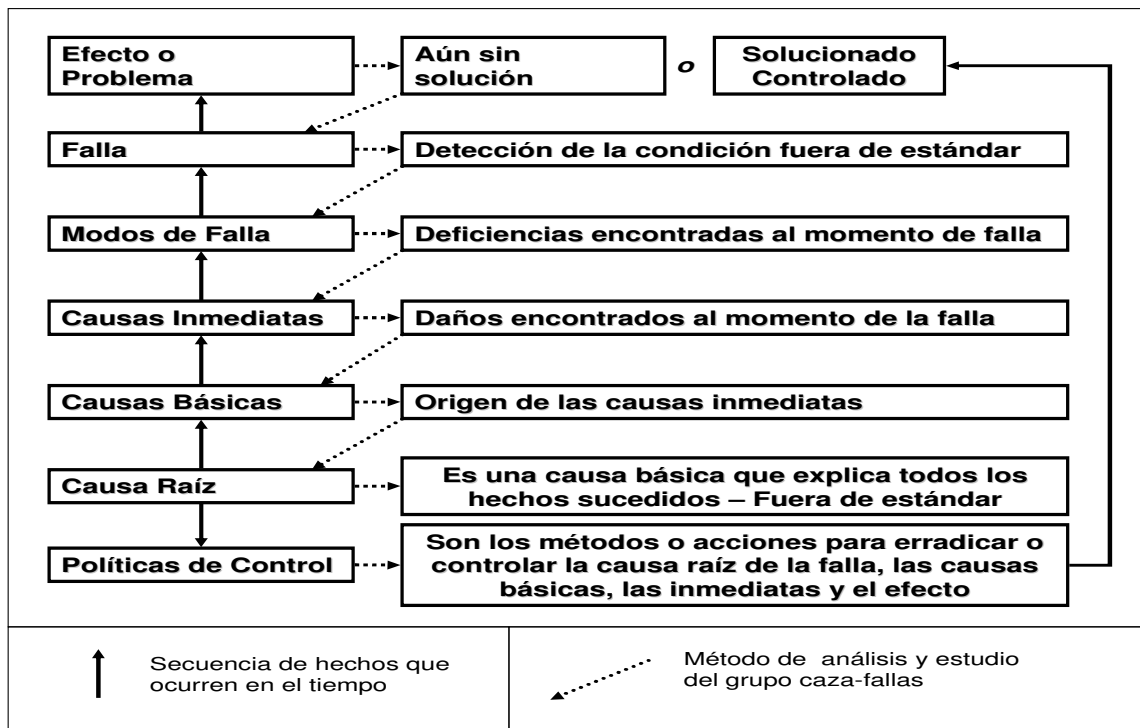 Efecto o
Problema
Aún sin
solución
o
Solucionado
Controlado
Falla
Detección de la condición fuera de estándar
Modos de Falla
Deficiencias encontradas al momento de falla
Causas Inmediatas
Daños encontrados al momento de la falla
Causas Básicas
Origen de las causas inmediatas
Causa Raíz
Es una causa básica que explica todos los
hechos sucedidos – Fuera de estándar
Políticas de Control
Son los métodos o acciones para erradicar o
controlar la causa raíz de la falla, las causas
básicas, las inmediatas y el efecto
Secuencia de hechos que
ocurren en el tiempo
Método de análisis y estudio
del grupo caza-fallas